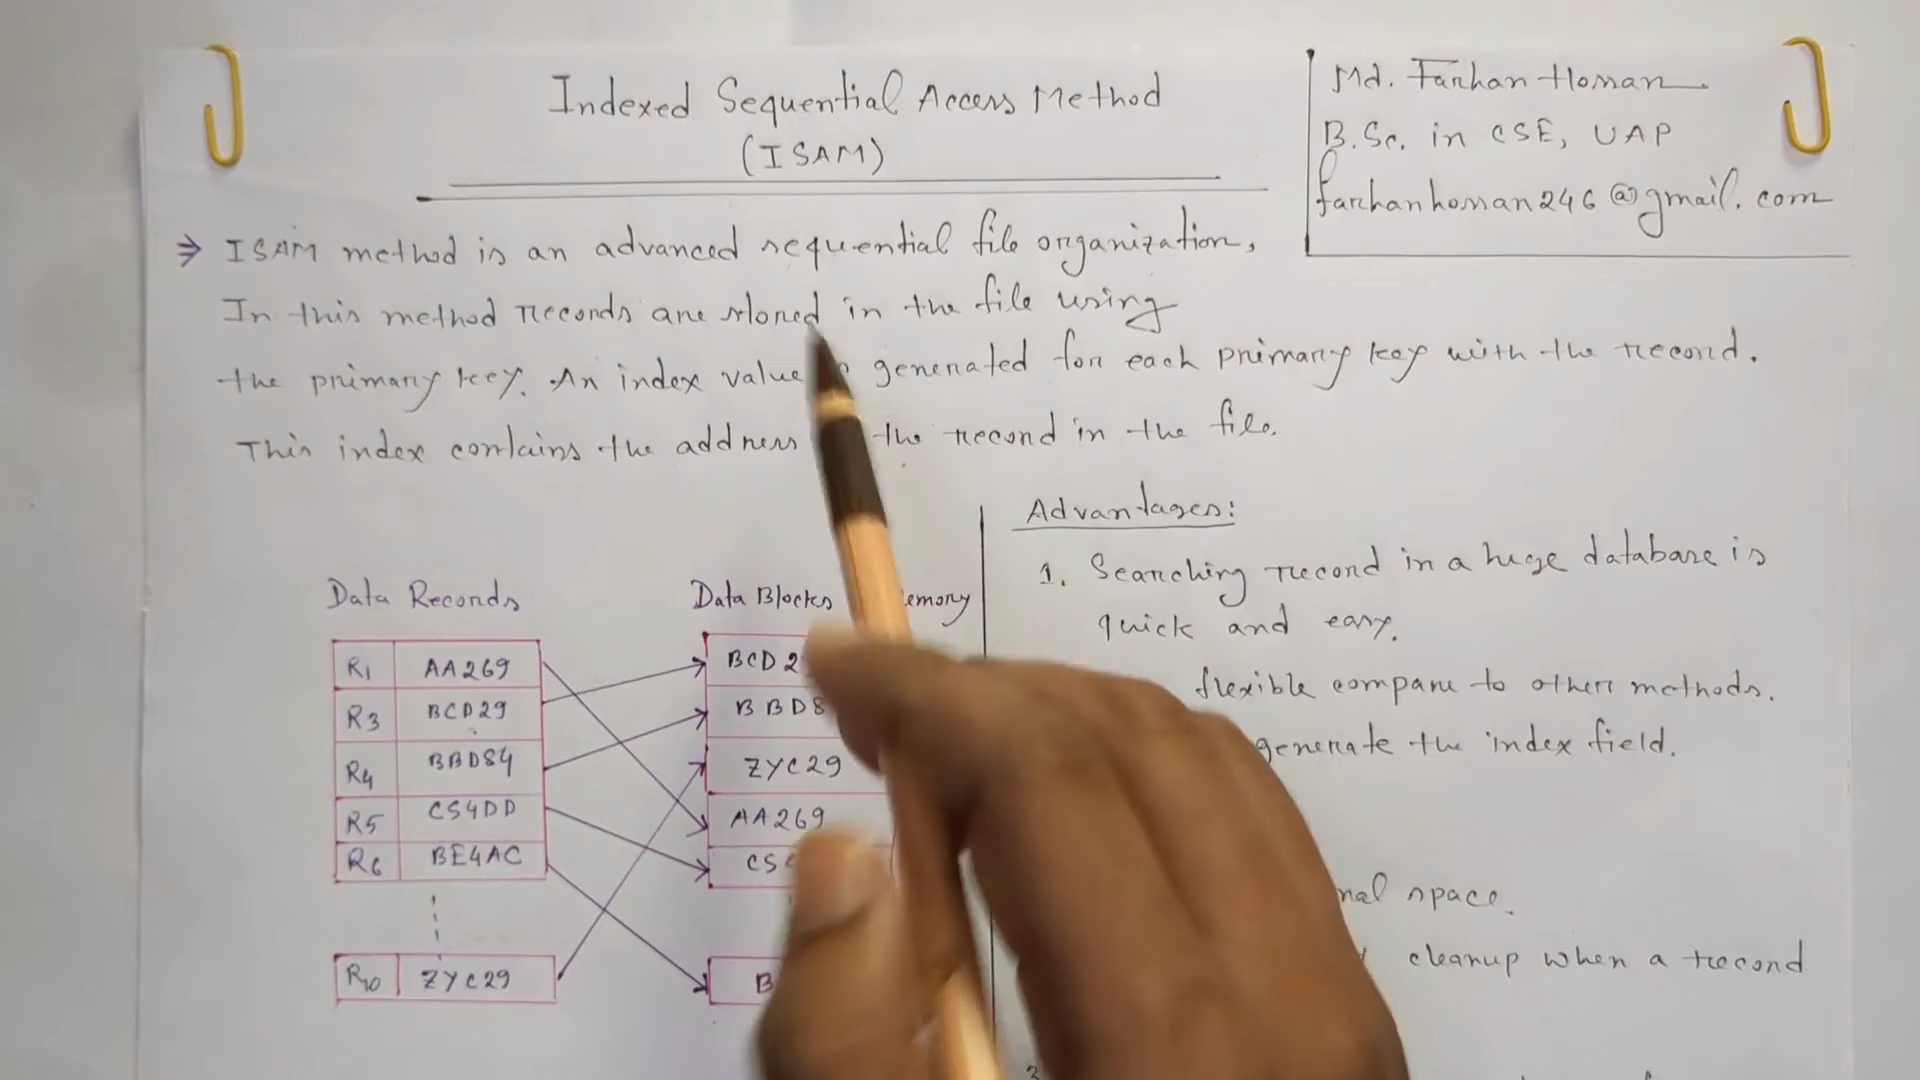 Indexed Sequential Access Method
(ISAM)
Md. Farhan Hossan
B.Sc. in CSE, UAP
farhanhossan246@gmail.com
⇒ ISAM method is an advanced sequential file organization,
In this method records are stored in the file using
the primary key. An index value generated for each primary key with the record.
This index contains the address the record in the file.
Data Records
R1 AA269
R3 BCD29
R4 BBD84
R5 CS4DD
R6 BE4AC
R10 ZYC29
Data Blocks
BCD2
BBD8
ZYC29
AA269
CS
B
Advantages:
1. Searching record in a huge database is
quick and easy.
flexible compare to other methods.
generate the index field.
space.
cleanup when a record